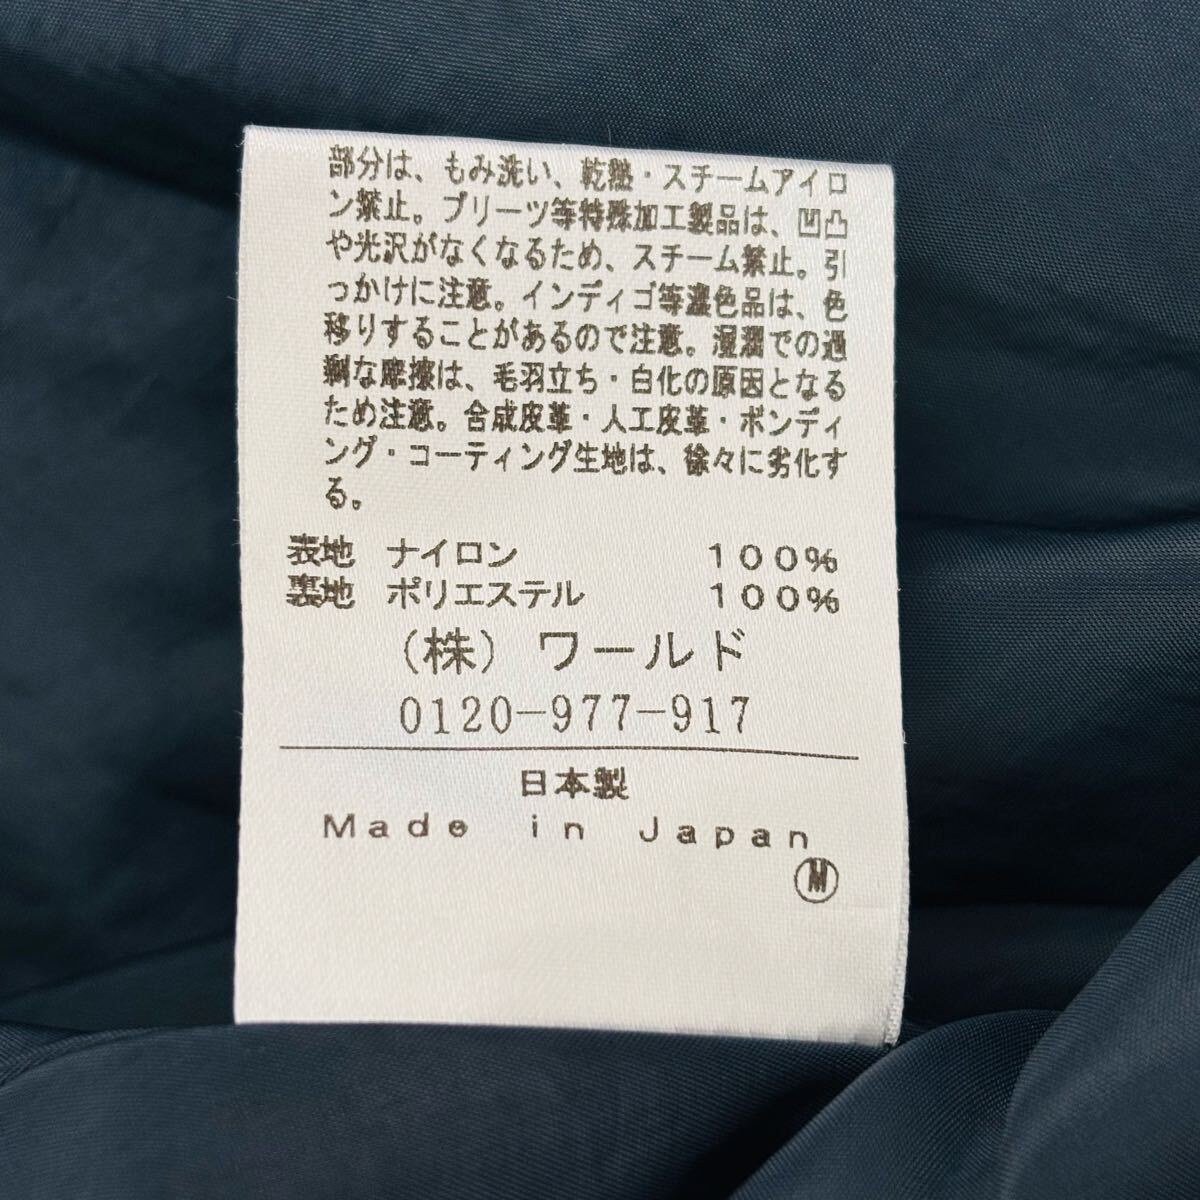 部分は、もみ洗い、乾熱・スチームアイロ
ン禁止。プリーツ等特殊加工製品は、凹凸
や光沢がなくなるため、スチーム禁止。引
っかけに注意。インディゴ等濃色品は、色
移りすることがあるので注意。湿潤での過
剰な摩擦は、毛羽立ち・白化の原因となる
ため注意。合成皮革・人工皮革・ボンディ
ング・コーティング生地は、徐々に劣化す
る。
表地 ナイロン 100%
裏地 ポリエステル 100%
(株) ワールド
0120-977-917
日本製
Made in Japan
M